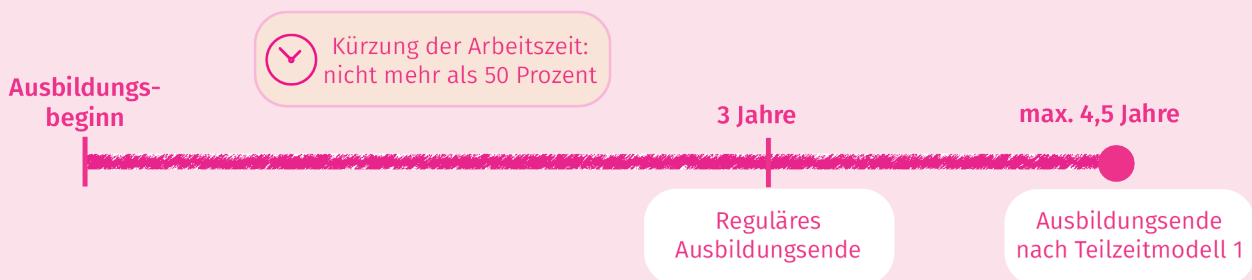 Kürzung der Arbeitszeit:
nicht mehr als 50 Prozent
Ausbildungs-
beginn
3 Jahre
max. 4,5 Jahre
Reguläres
Ausbildungsende
Ausbildungsende
nach Teilzeitmodell 1